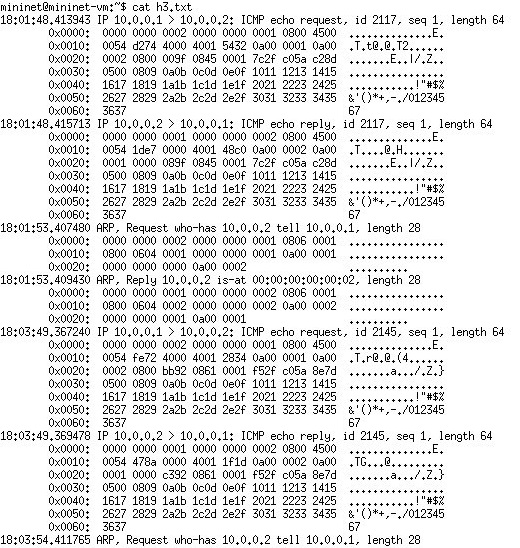 mininet@mininet-vm:~$ cat h3.txt
18:01:48.413943 IP 10.0.0.1 > 10.0.0.2: ICMP echo request, id 2117, seq 1, length 64
0x0000: 0000 0000 0002 0000 0000 0001 0800 4500 ..............E.
0x0010: 0054 d274 4000 4001 5432 0a00 0001 0a00 .T.t@.@.T2......
0x0020: 0002 0800 009f 0845 0001 7c2f c05a c28d .......E..|/.Z..
0x0030: 0500 0809 0a0b 0c0d 0e0f 1011 1213 1415 ................
0x0040: 1617 1819 1a1b 1c1d 1e1f 2021 2223 2425 ...........!"#$%
0x0050: 2627 2829 2a2b 2c2d 2e2f 3031 3233 3435 &'()*+,-./012345
0x0060: 3637 67
18:01:48.415713 IP 10.0.0.2 > 10.0.0.1: ICMP echo reply, id 2117, seq 1, length 64
0x0000: 0000 0000 0001 0000 0000 0002 0800 4500 ..............E.
0x0010: 0054 1de7 0000 4001 48c0 0a00 0002 0a00 .T....@.H.......
0x0020: 0001 0000 089f 0845 0001 7c2f c05a c28d .......E..|/.Z..
0x0030: 0500 0809 0a0b 0c0d 0e0f 1011 1213 1415 ................
0x0040: 1617 1819 1a1b 1c1d 1e1f 2021 2223 2425 ...........!"#$%
0x0050: 2627 2829 2a2b 2c2d 2e2f 3031 3233 3435 &'()*+,-./012345
0x0060: 3637 67
18:01:53.407480 ARP, Request who-has 10.0.0.2 tell 10.0.0.1, length 28
0x0000: 0000 0000 0002 0000 0000 0001 0806 0001 ................
0x0010: 0800 0604 0001 0000 0000 0001 0a00 0001 ................
0x0020: 0000 0000 0000 0a00 0002 ..........
18:01:53.409430 ARP, Reply 10.0.0.2 is-at 00:00:00:00:00:02, length 28
0x0000: 0000 0000 0001 0000 0000 0002 0806 0001 ................
0x0010: 0800 0604 0002 0000 0000 0002 0a00 0002 ................
0x0020: 0000 0000 0001 0a00 0001 ..........
18:03:49.367240 IP 10.0.0.1 > 10.0.0.2: ICMP echo request, id 2145, seq 1, length 64
0x0000: 0000 0000 0002 0000 0000 0001 0800 4500 ..............E.
0x0010: 0054 fe72 4000 4001 2834 0a00 0001 0a00 .T.r@.@.(4......
0x0020: 0002 0800 bb92 0861 0001 f52f c05a 8e7d .......a.../.Z.}
0x0030: 0500 0809 0a0b 0c0d 0e0f 1011 1213 1415 ................
0x0040: 1617 1819 1a1b 1c1d 1e1f 2021 2223 2425 ...........!"#$%
0x0050: 2627 2829 2a2b 2c2d 2e2f 3031 3233 3435 &'()*+,-./012345
0x0060: 3637 67
18:03:49.369478 IP 10.0.0.2 > 10.0.0.1: ICMP echo reply, id 2145, seq 1, length 64
0x0000: 0000 0000 0001 0000 0000 0002 0800 4500 ..............E.
0x0010: 0054 478a 0000 4001 1f1d 0a00 0002 0a00 .TG...@.........
0x0020: 0001 0000 c392 0861 0001 f52f c05a 8e7d .......a.../.Z.}
0x0030: 0500 0809 0a0b 0c0d 0e0f 1011 1213 1415 ................
0x0040: 1617 1819 1a1b 1c1d 1e1f 2021 2223 2425 ...........!"#$%
0x0050: 2627 2829 2a2b 2c2d 2e2f 3031 3233 3435 &'()*+,-./012345
0x0060: 3637 67
18:03:54.411765 ARP, Request who-has 10.0.0.2 tell 10.0.0.1, length 28